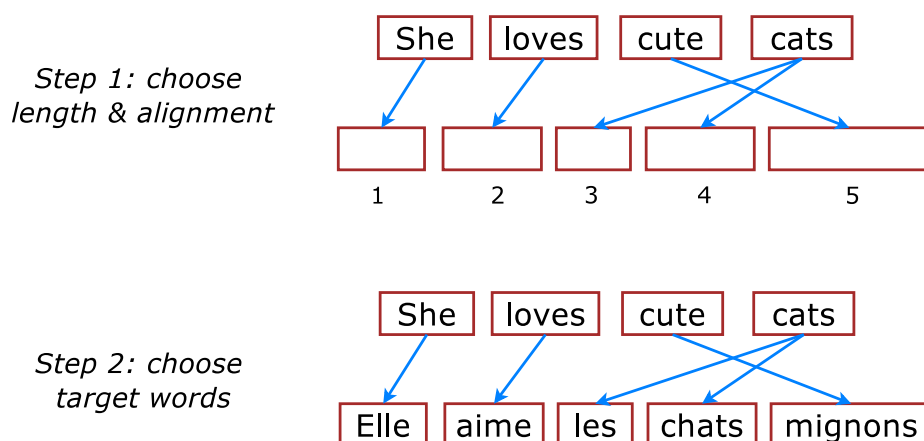 She loves cute cats
Step 1: choose
length & alignment
1 2 3 4 5
She loves cute cats
Step 2: choose
target words
Elle aime les chats mignons